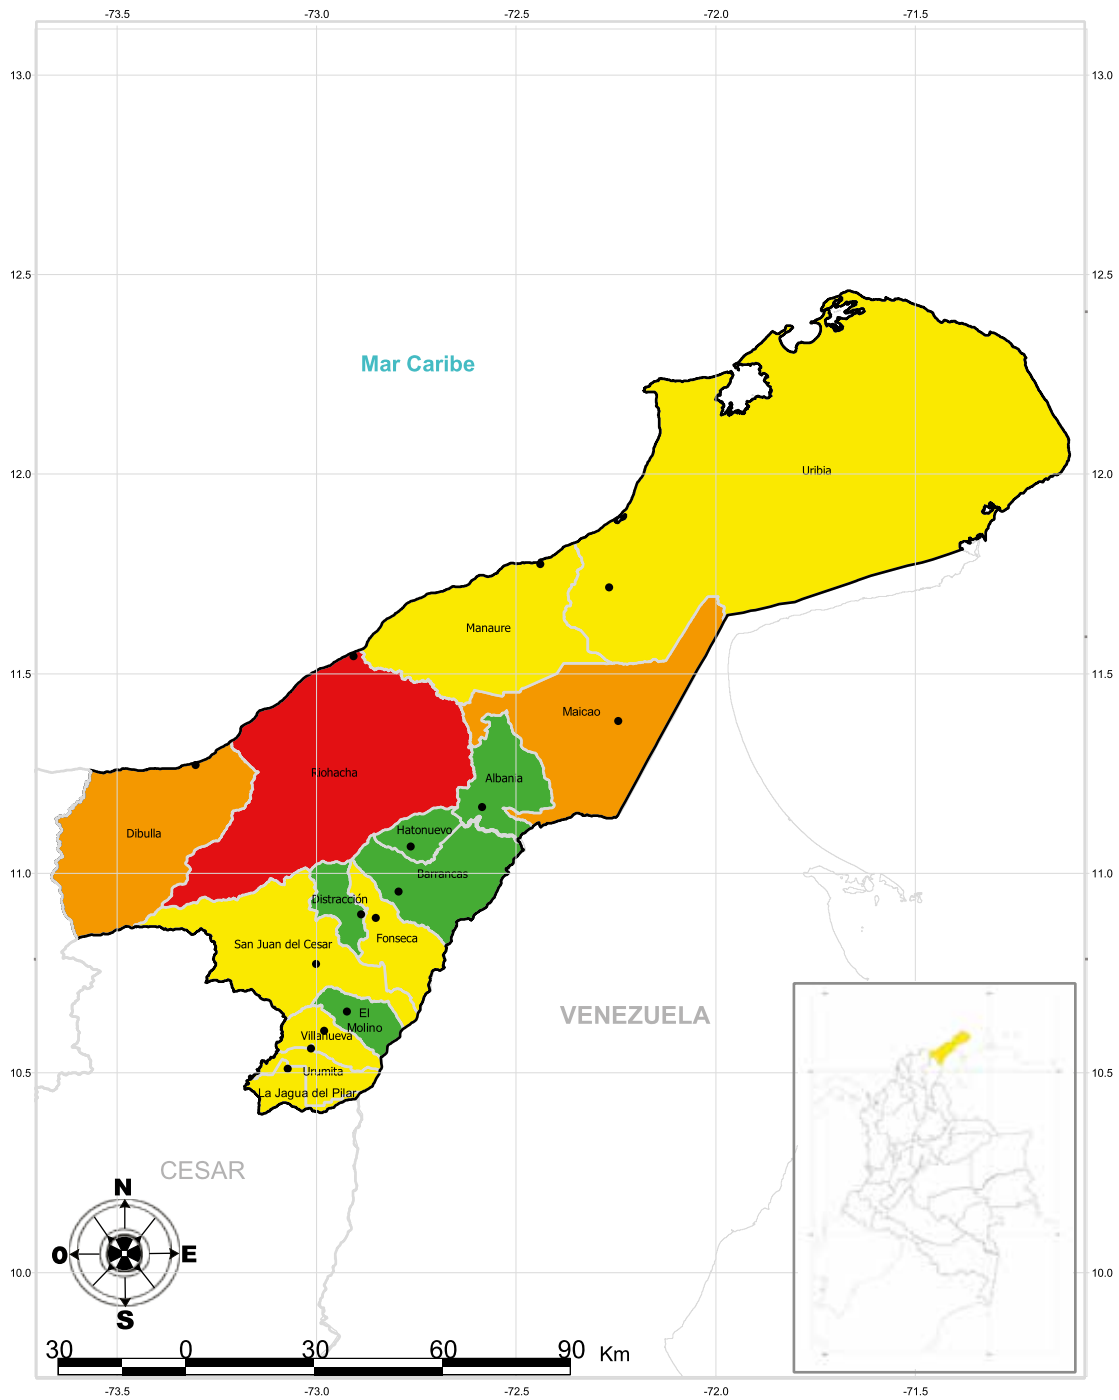 -73.5 -73.0 -72.5 -72.0 -71.5
13.0 13.0
12.5 12.5
Mar Caribe
Uribia
12.0 12.0
Manaure
11.5 11.5
Maicao
Riohacha
Albania
Dibulla
Hatonuevo
11.0 11.0
Barrancas
Distracción
Fonseca
San Juan del Cesar
El
Molino
VENEZUELA
Villanueva
10.5 10.5
Urumita
La Jagua del Pilar
CESAR
N
O E
S
10.0 10.0
30 0 30 60 90 Km
-73.5 -73.0 -72.5 -72.0 -71.5